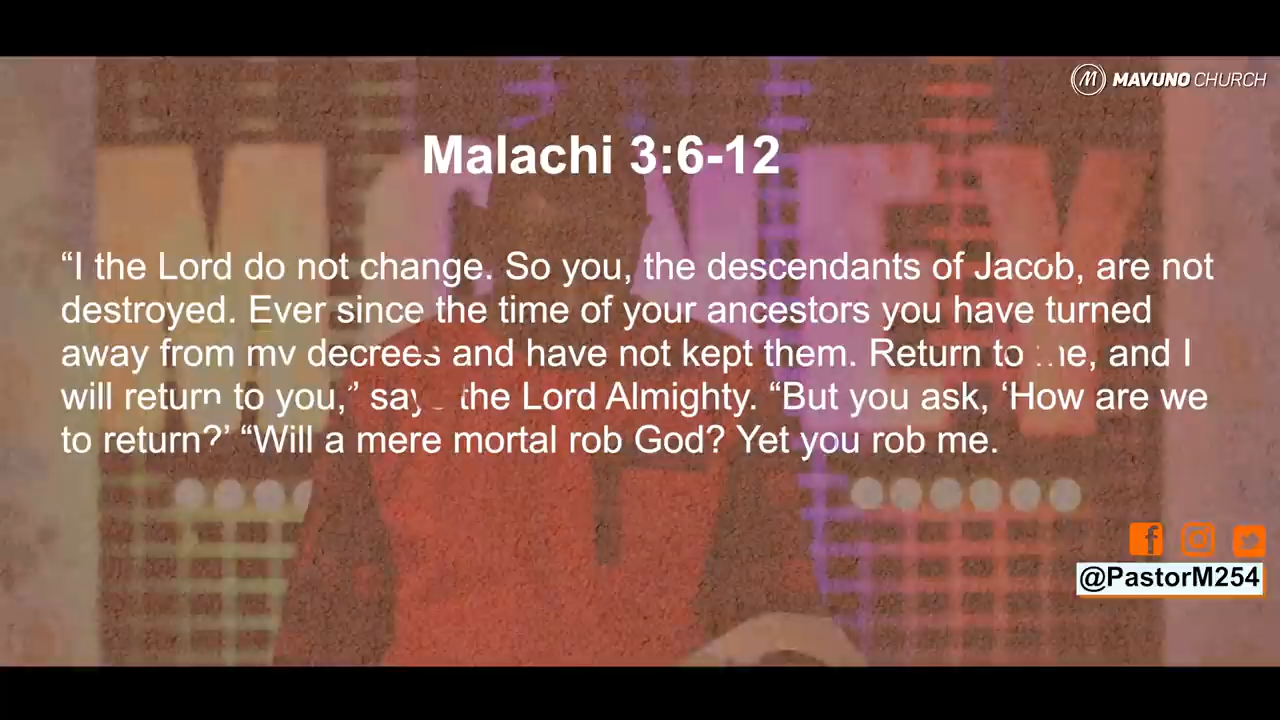 MAVUNO CHURCH
Malachi 3:6-12
“I the Lord do not change. So you, the descendants of Jacob, are not
destroyed. Ever since the time of your ancestors you have turned
away from my decrees and have not kept them. Return to me, and I
will return to you,” says the Lord Almighty. “But you ask, ‘How are we
to return?’ “Will a mere mortal rob God? Yet you rob me.
MONEY
@PastorM254